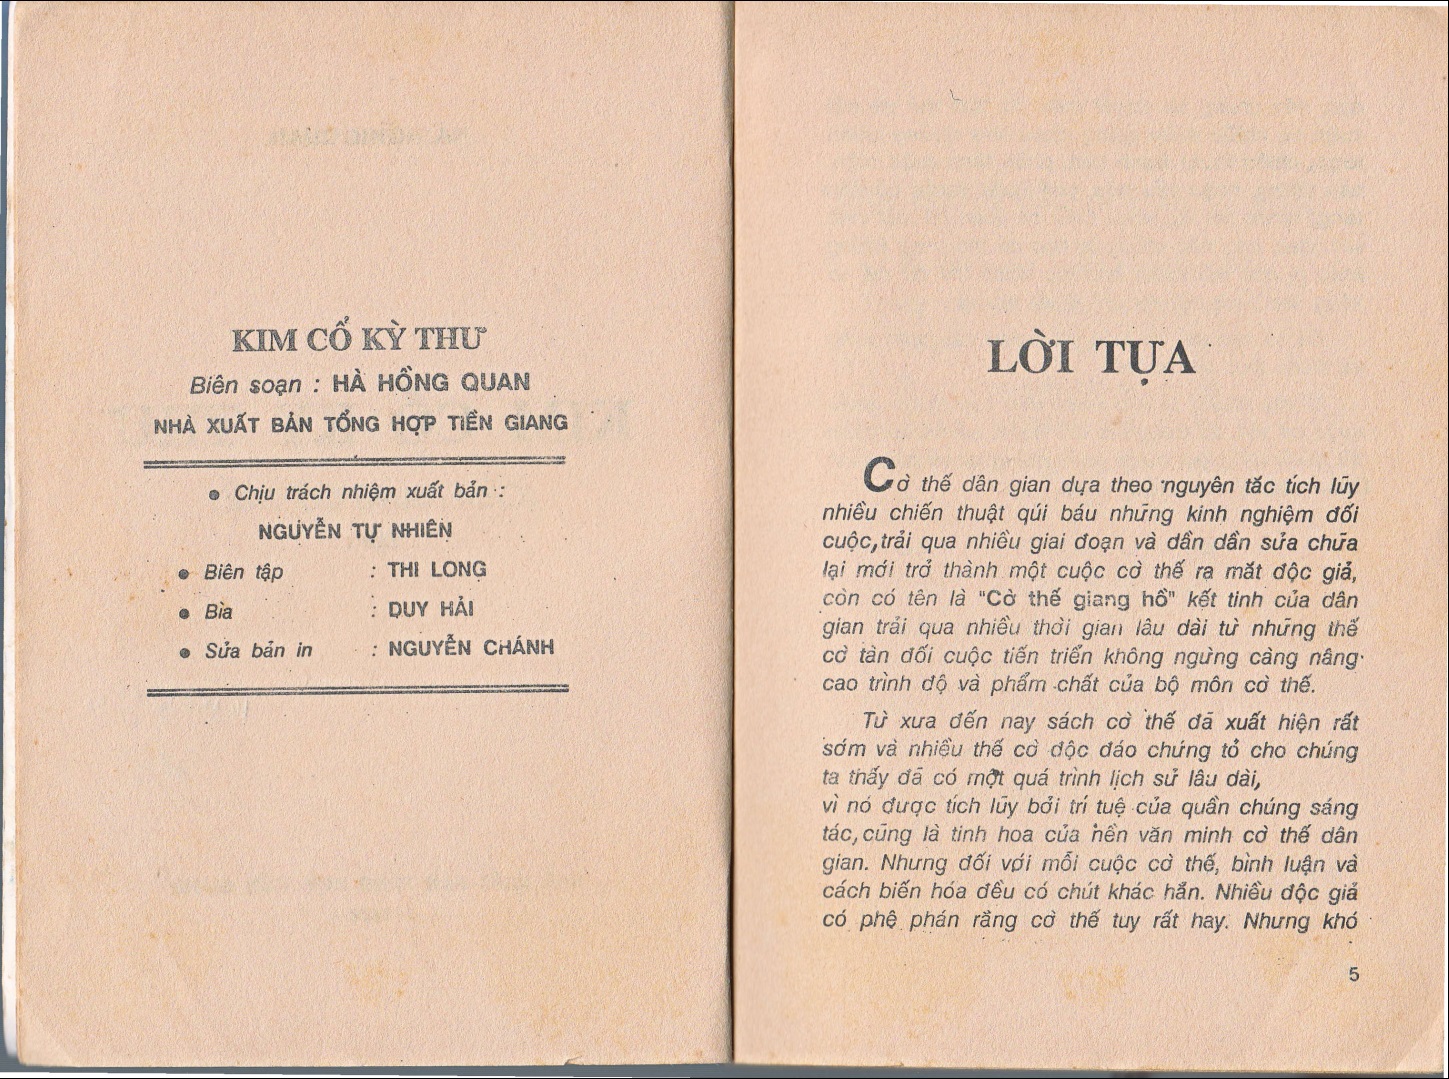 KIM CỔ KỲ THƯ
Biên soạn : HÀ HỒNG QUAN
NHÀ XUẤT BẢN TỔNG HỢP TIỀN GIANG
● Chịu trách nhiệm xuất bản :
NGUYỄN TỰ NHIÊN
● Biên tập : THI LONG
● Bìa : DUY HẢI
● Sửa bản in : NGUYỄN CHÁNH
LỜI TỰA
Cờ thế dân gian dựa theo nguyên tắc tích lũy
nhiều chiến thuật qúi báu những kinh nghiệm đối
cuộc, trải qua nhiều giai đoạn và dần dần sửa chữa
lại mới trở thành một cuộc cờ thế ra mắt độc giả,
còn có tên là "Cờ thế giang hồ" kết tinh của dân
gian trải qua nhiều thời gian lâu dài từ những thế
cờ tàn đối cuộc tiến triển không ngừng càng nâng
cao trình độ và phẩm chất của bộ môn cờ thế.
Từ xưa đến nay sách cờ thế đã xuất hiện rất
sớm và nhiều thế cờ độc đáo chứng tỏ cho chúng
ta thấy đã có một quá trình lịch sử lâu dài,
vì nó được tích lũy bởi trí tuệ của quần chúng sáng
tác, cũng là tinh hoa của nền văn minh cờ thế dân
gian. Nhưng đối với mỗi cuộc cờ thế, bình luận và
cách biến hóa đều có chút khác hẳn. Nhiều độc giả
có phê phán rằng cờ thế tuy rất hay. Nhưng khó
5